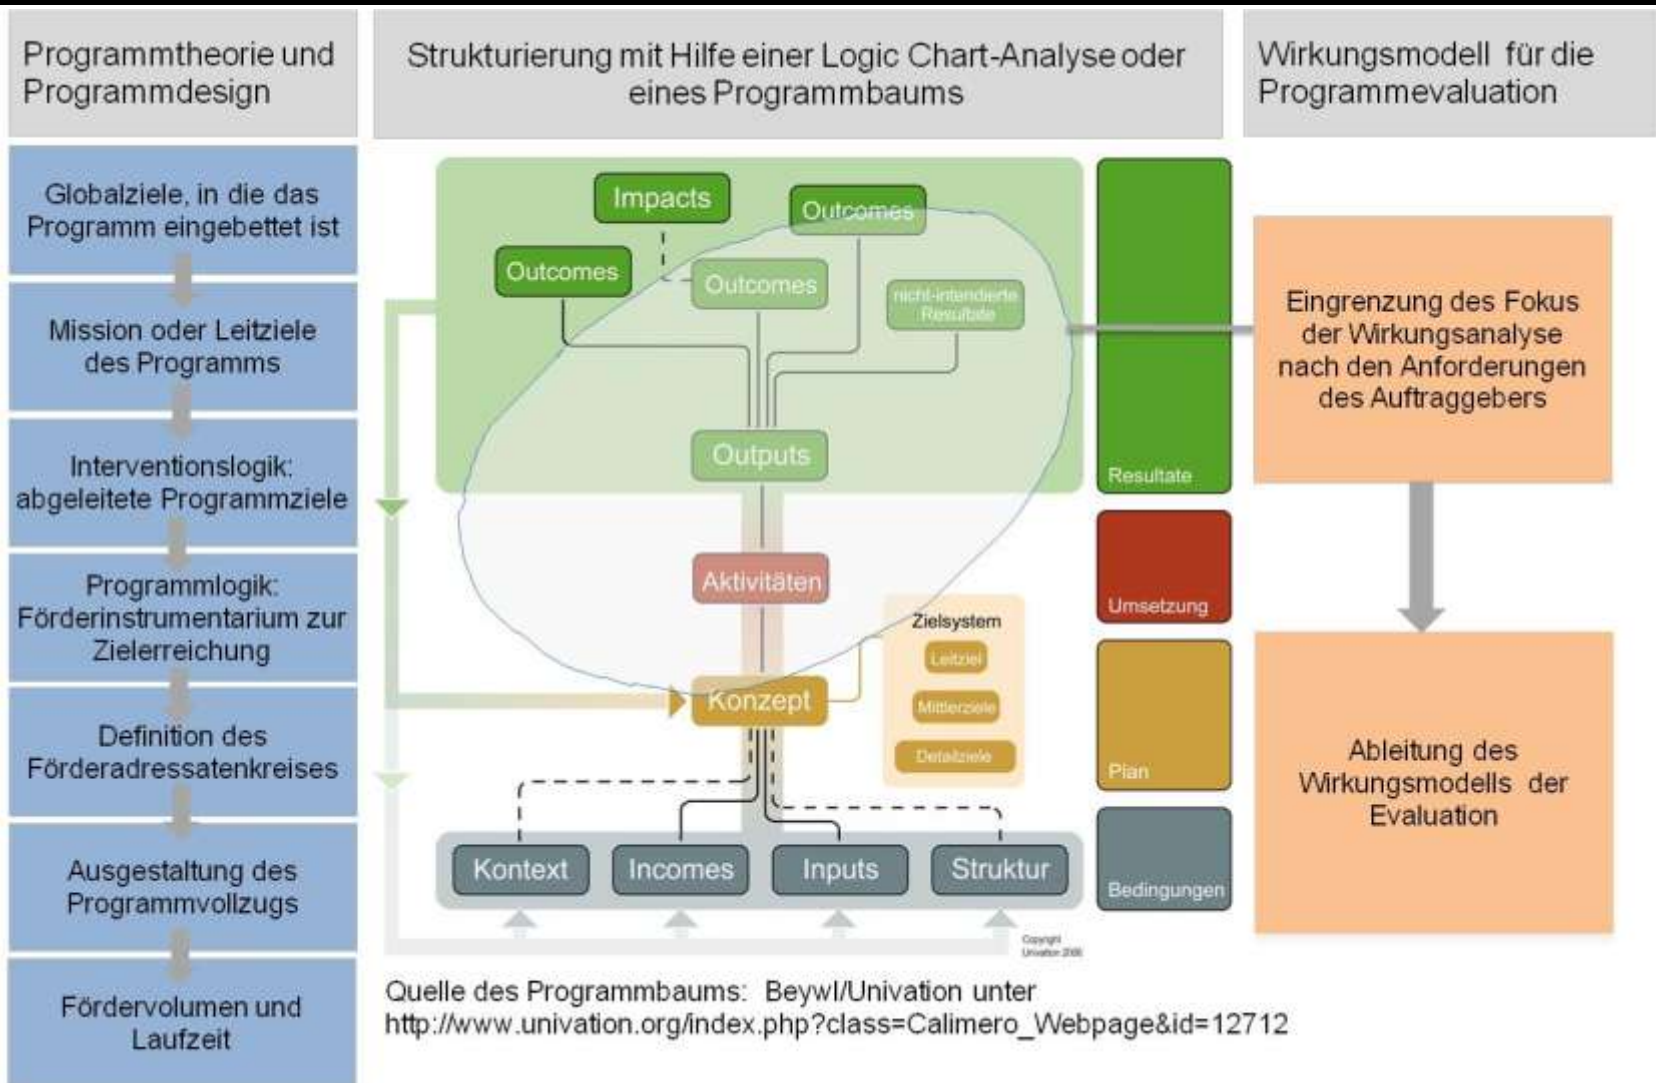 Programmtheorie und
Programmdesign
Strukturierung mit Hilfe einer Logic Chart-Analyse oder
eines Programmbaums
Wirkungsmodell für die
Programmevaluation
Globalziele, in die das
Programm eingebettet ist
Mission oder Leitziele
des Programms
Interventionslogik:
abgeleitete Programmziele
Programmlogik:
Förderinstrumentarium zur
Zielerreichung
Definition des
Förderadressatenkreises
Ausgestaltung des
Programmvollzugs
Fördervolumen und
Laufzeit
Impacts
Outcomes
Outcomes
Outcomes
nicht-intendierte
Resultate
Outputs
Aktivitäten
Zielsystem
Leitziel
Mittlerziele
Detailziele
Konzept
Kontext
Incomes
Inputs
Struktur
Copyright
Univation 2006
Resultate
Umsetzung
Plan
Bedingungen
Eingrenzung des Fokus
der Wirkungsanalyse
nach den Anforderungen
des Auftraggebers
Ableitung des
Wirkungsmodells der
Evaluation
Quelle des Programmbaums: Beywl/Univation unter
http://www.univation.org/index.php?class=Calimero_Webpage&id=12712